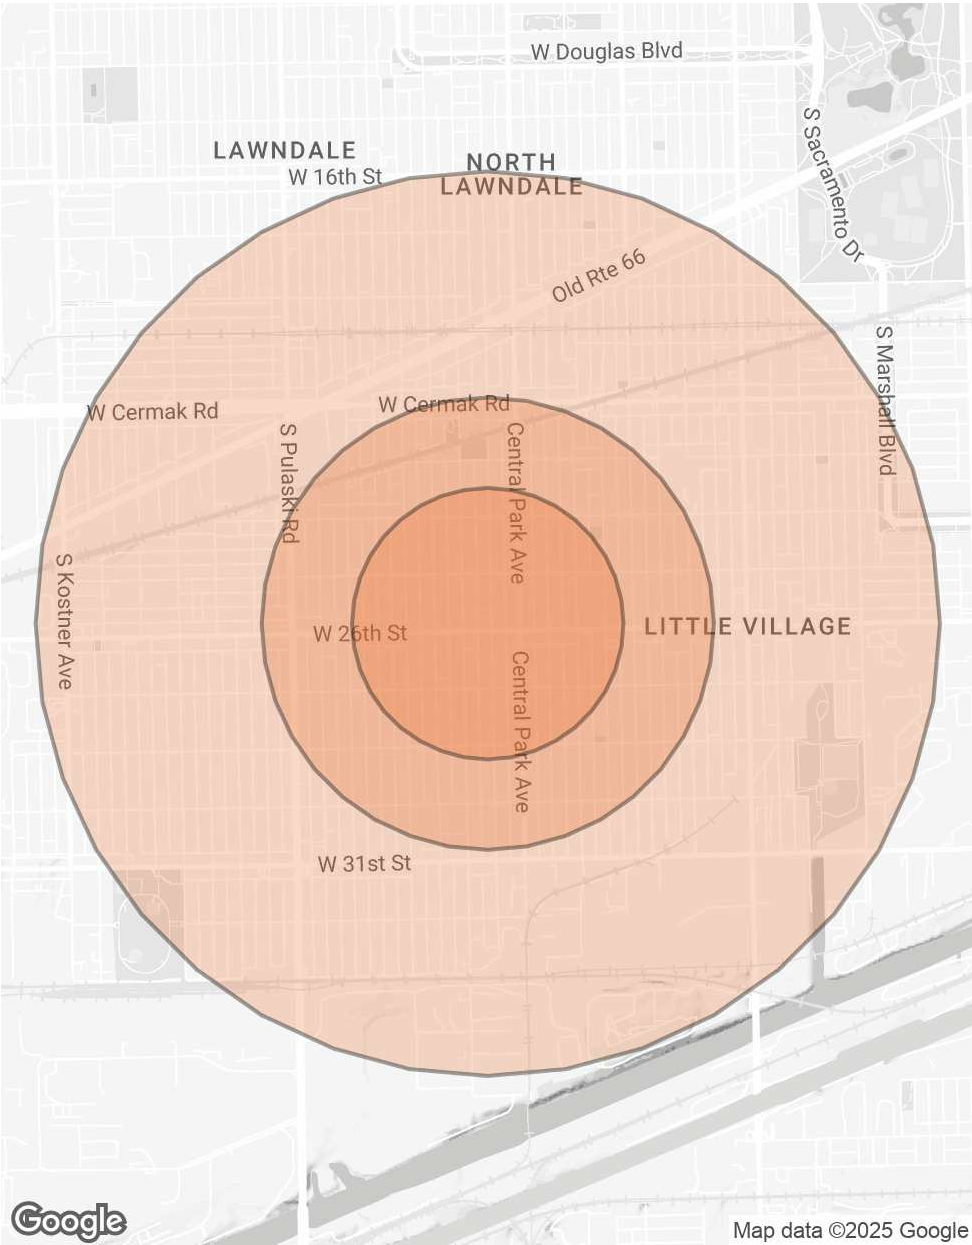 W Douglas Blvd
S Sacramento Dr
LAWNDALE
W 16th St
NORTH
LAWNDALE
Old Rte 66
S Marshall Blvd
W Cermak Rd
W Cermak Rd
S Pulaski Rd
Central Park Ave
S Kostner Ave
W 26th St
LITTLE VILLAGE
Central Park Ave
W 31st St
Google
Map data ©2025 Google